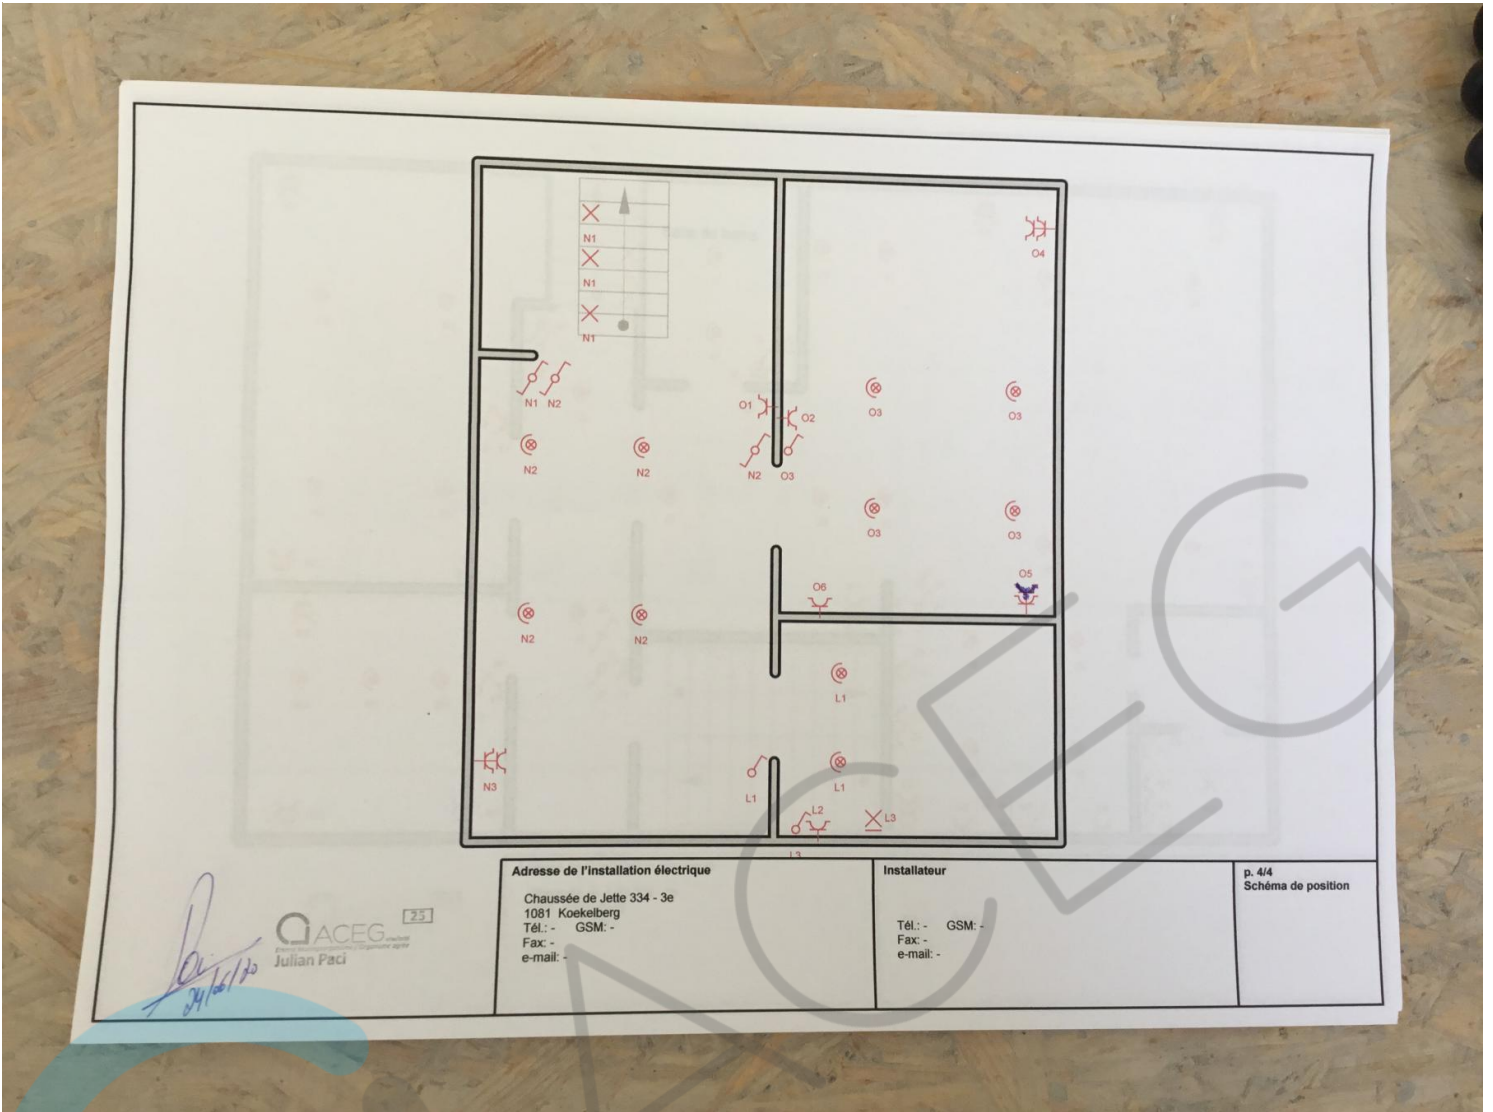 N1
N1
N1
O4
N1 N2
O1
O2
O3
O3
N2
N2
N2 O3
O3
O3
O5
O6
N2
N2
L1
N3
L1
L1
L2
L3
L3
Adresse de l'installation électrique
Chaussée de Jette 334 - 3e
1081 Koekelberg
Tél.: - GSM: -
Fax: -
e-mail: -
Installateur
Tél.: - GSM: -
Fax: -
e-mail: -
p. 4/4
Schéma de position
25
ACEG
Julian Paci
ACEG